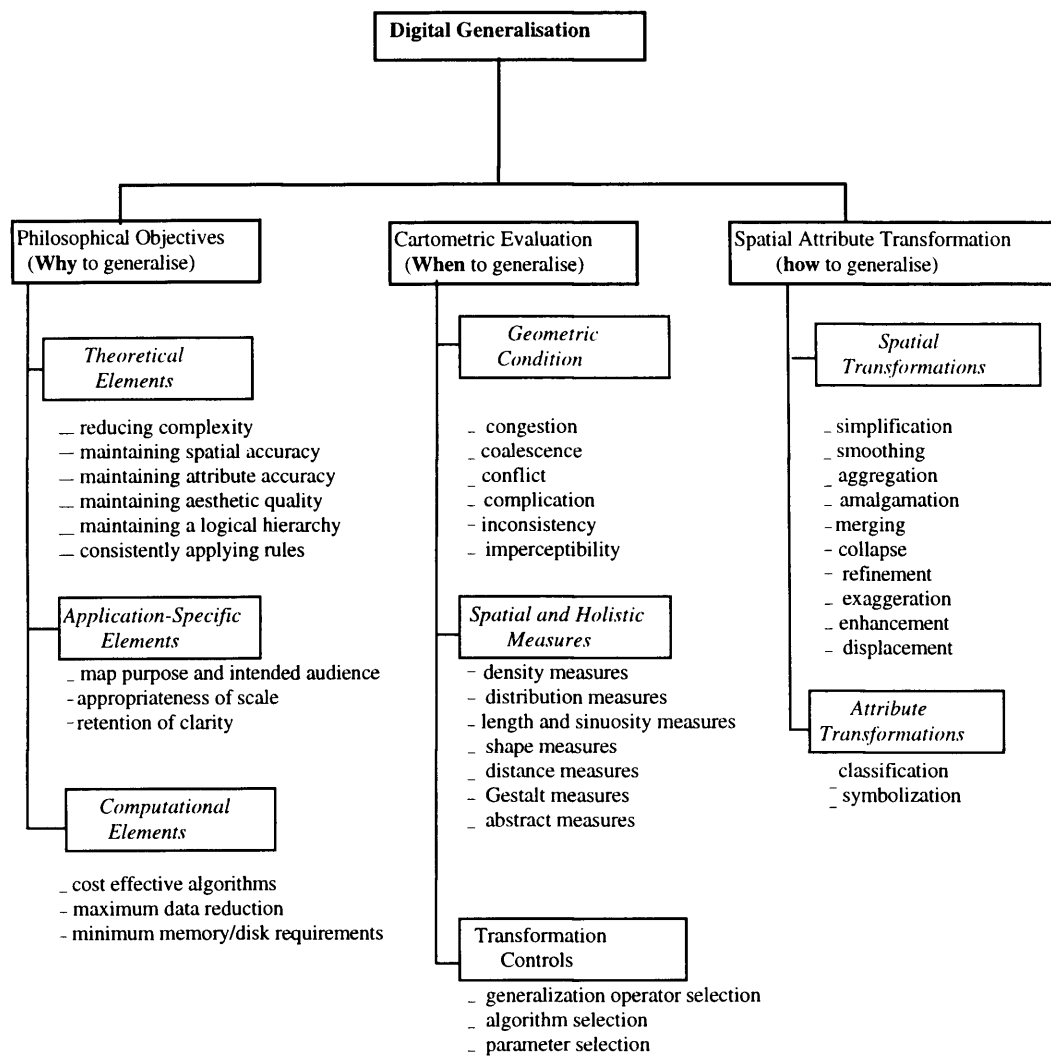 Digital Generalisation
Philosophical Objectives
(Why to generalise)
Theoretical
Elements
reducing complexity
maintaining spatial accuracy
maintaining attribute accuracy
maintaining aesthetic quality
maintaining a logical hierarchy
consistently applying rules
Application-Specific
Elements
map purpose and intended audience
appropriateness of scale
retention of clarity
Computational
Elements
cost effective algorithms
maximum data reduction
minimum memory/disk requirements
Cartometric Evaluation
(When to generalise)
Geometric
Condition
congestion
coalescence
conflict
complication
inconsistency
imperceptibility
Spatial and Holistic
Measures
density measures
distribution measures
length and sinuosity measures
shape measures
distance measures
Gestalt measures
abstract measures
Transformation
Controls
generalization operator selection
algorithm selection
parameter selection
Spatial Attribute Transformation
(how to generalise)
Spatial
Transformations
simplification
smoothing
aggregation
amalgamation
merging
collapse
refinement
exaggeration
enhancement
displacement
Attribute
Transformations
classification
symbolization